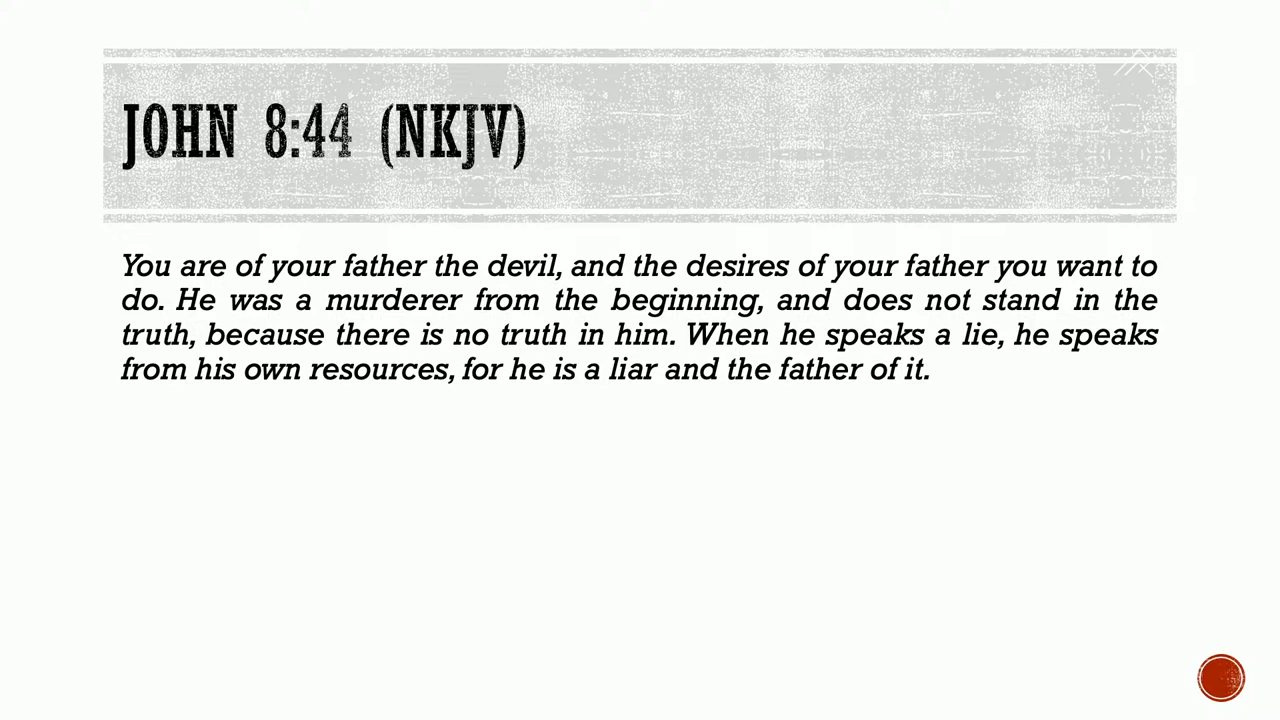 JOHN 8:44 (NKJV)
You are of your father the devil, and the desires of your father you want to
do. He was a murderer from the beginning, and does not stand in the
truth, because there is no truth in him. When he speaks a lie, he speaks
from his own resources, for he is a liar and the father of it.